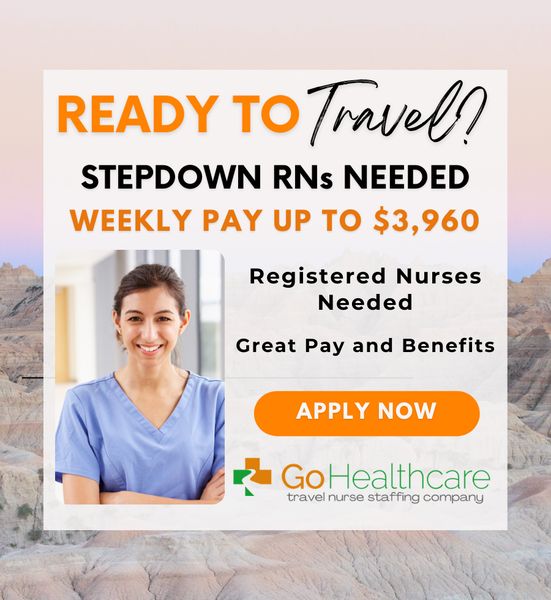 READY TO Travel?
STEPDOWN RNs NEEDED
WEEKLY PAY UP TO $3,960
Registered Nurses
Needed
Great Pay and Benefits
APPLY NOW
GoHealthcare
travel nurse staffing company